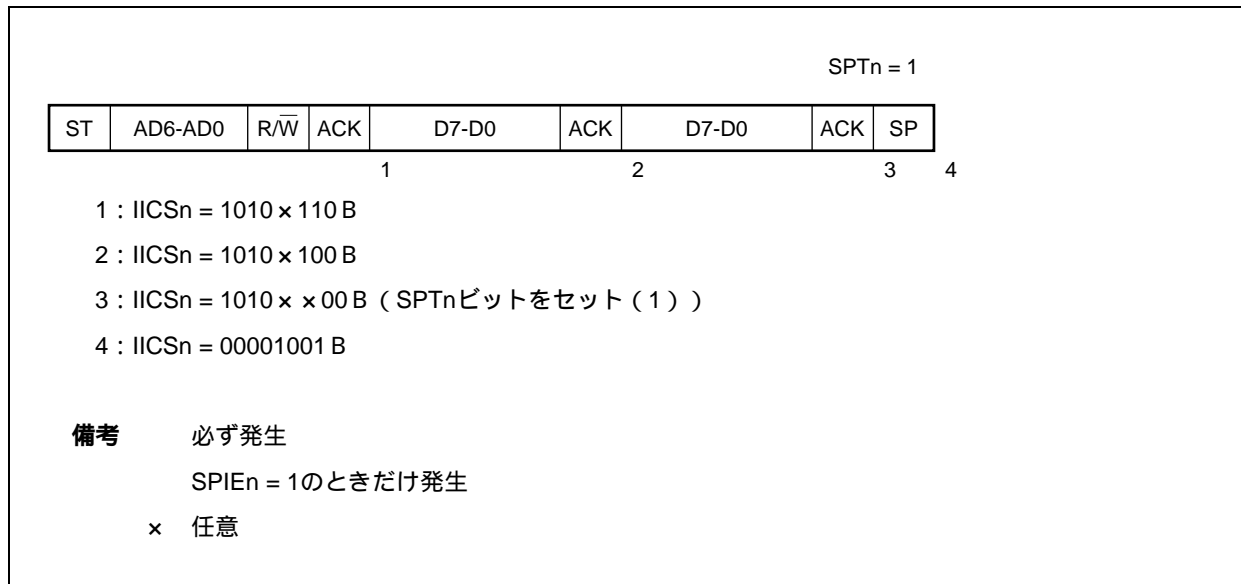 SPTn = 1
ST AD6-AD0 R/W̅ ACK D7-D0 ACK D7-D0 ACK SP
1 2 3 4
1：IICSn = 1010×110 B
2：IICSn = 1010×100 B
3：IICSn = 1010××00 B（SPTnビットをセット（1））
4：IICSn = 00001001 B
備考 必ず発生
SPIEn = 1のときだけ発生
× 任意